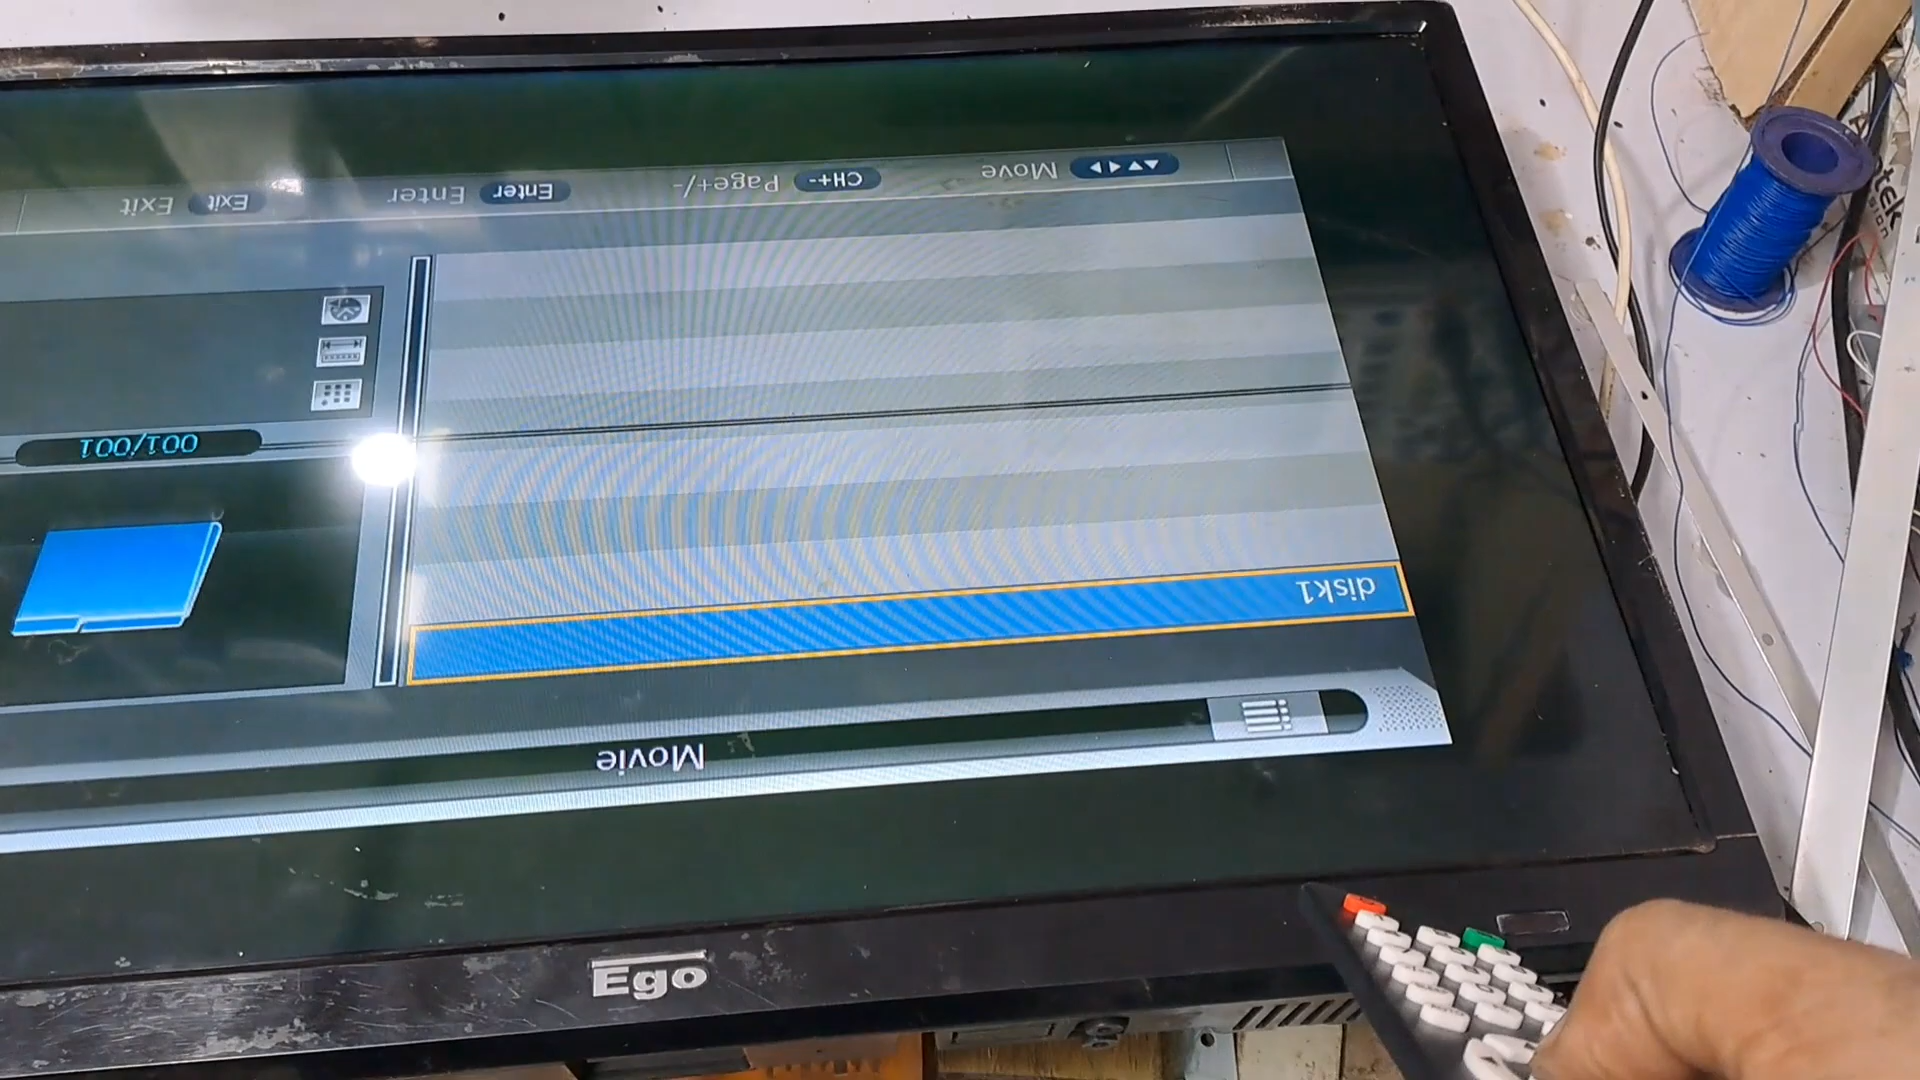 Movie
disk1
001/001
Move CH+- Page+/- Enter Enter Exit Exit
Ego